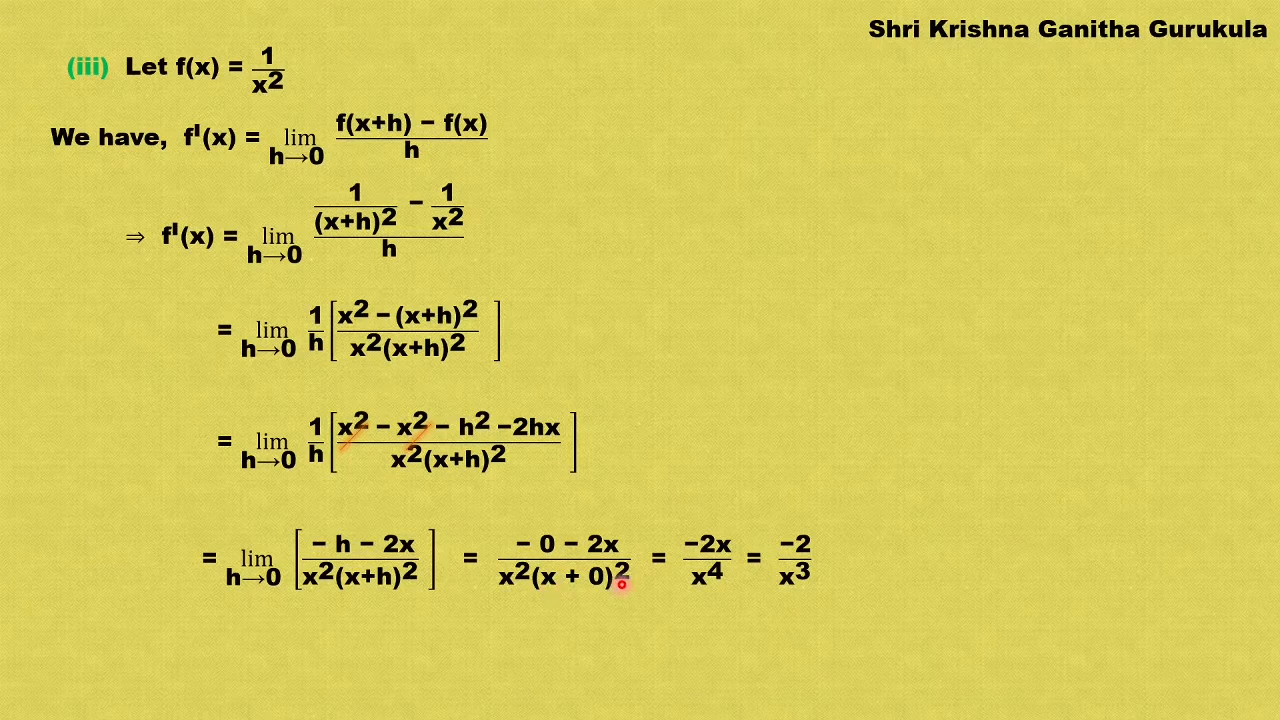 Shri Krishna Ganitha Gurukula
(iii) Let f(x) = 1/x²
We have, fᴵ(x) = lim h→0 (f(x+h) − f(x))/h
⇒ fᴵ(x) = lim h→0 (1/(x+h)² − 1/x²)/h
= lim h→0 1/h [(x² − (x+h)²)/(x²(x+h)²)]
= lim h→0 1/h [(x² − x² − h² −2hx)/(x²(x+h)²)]
= lim h→0 [(− h − 2x)/(x²(x+h)²)] = (− 0 − 2x)/(x²(x + 0)²) = −2x/x⁴ = −2/x³